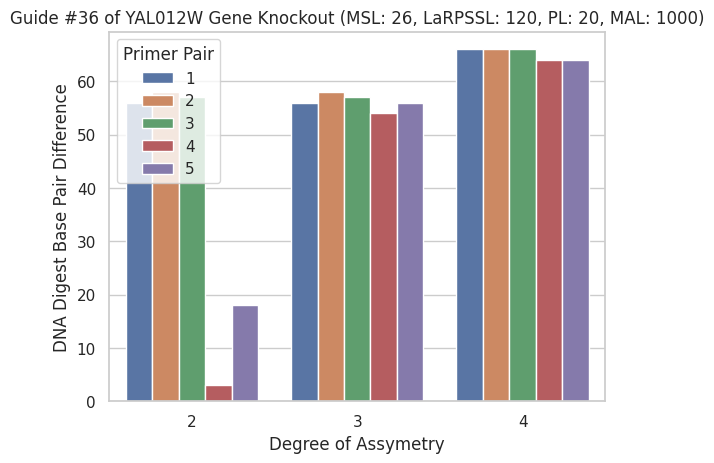 Guide #36 of YAL012W Gene Knockout (MSL: 26, LaRPSSL: 120, PL: 20, MAL: 1000)
Primer Pair
1
2
3
4
5
DNA Digest Base Pair Difference
60
50
40
30
20
10
0
2 3 4
Degree of Assymetry